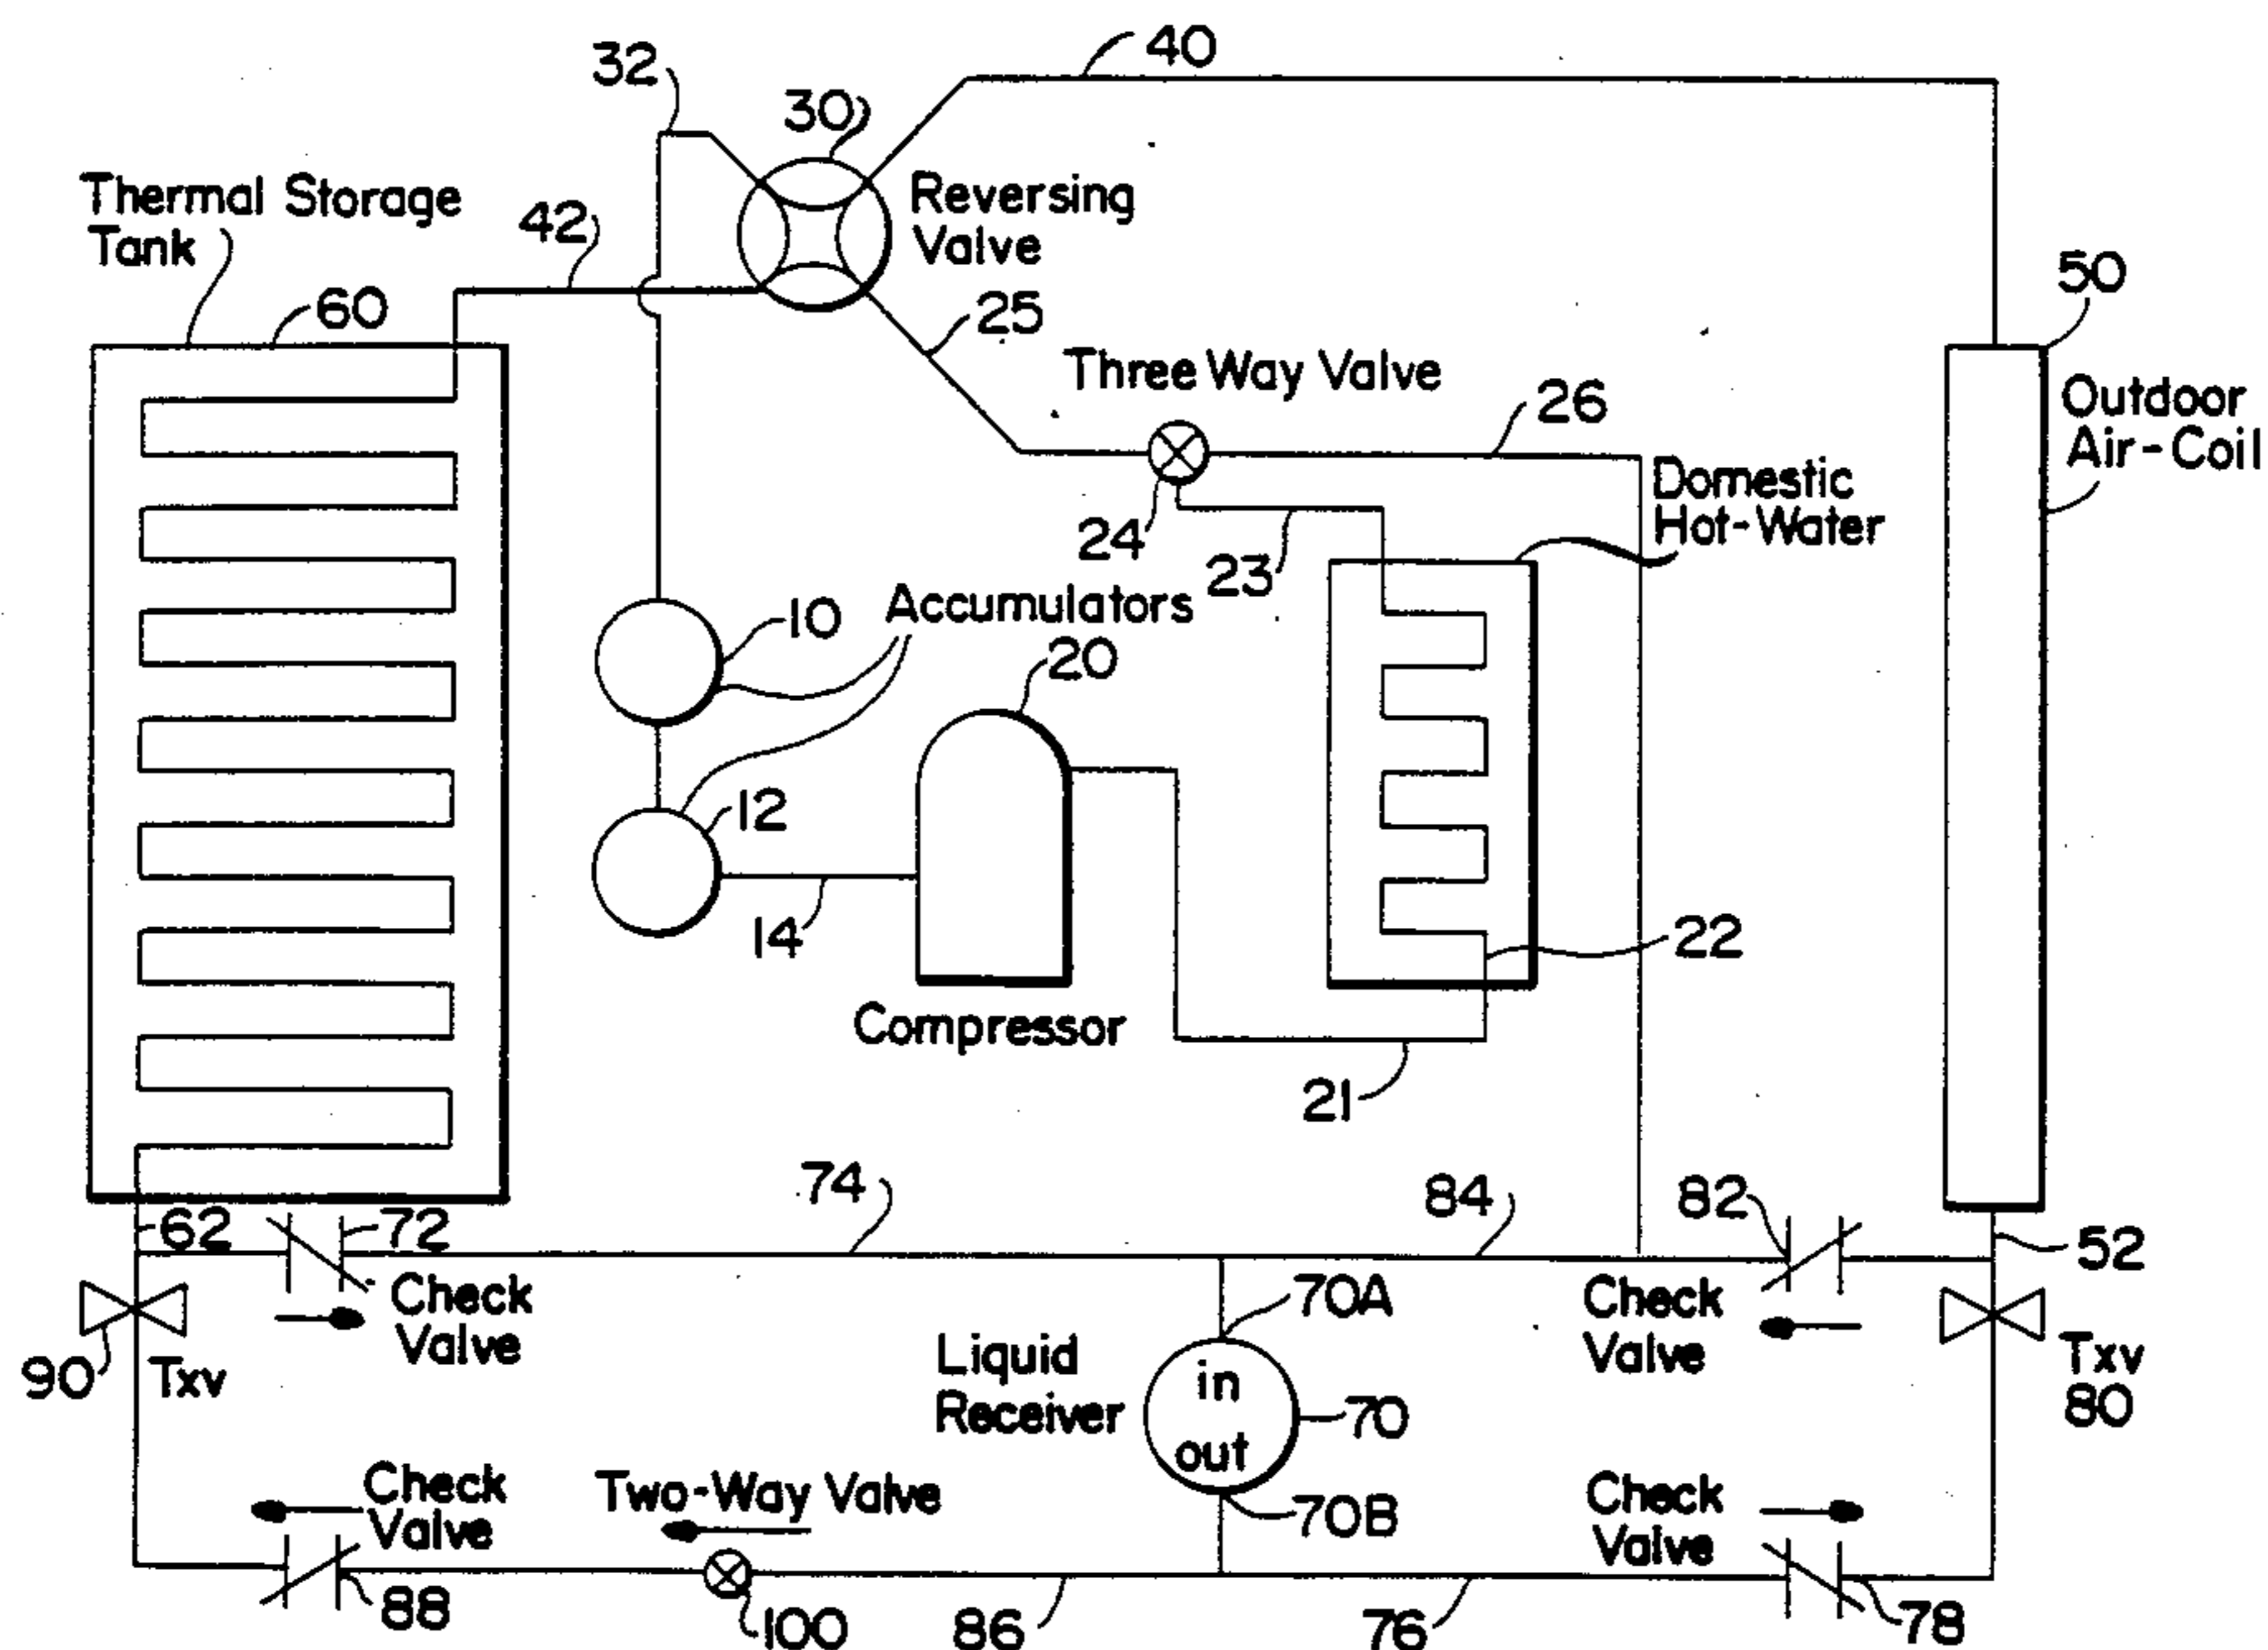 40
32
30
Thermal Storage
Tank
42
Reversing
Valve
50
60
25
Three Way Valve
26
Outdoor
Air-Coil
Domestic
Hot-Water
24
23
10
Accumulators
20
12
14
22
Compressor
21
74
84
82
62
72
52
70A
Check
Valve
Check
Valve
90
Txv
Liquid
Receiver
in
out
70
Txv
80
Check
Valve
Two-Way Valve
70B
Check
Valve
88
100
86
76
78